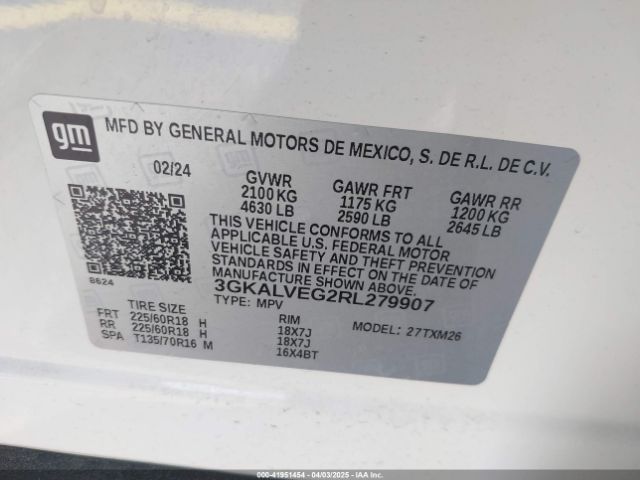 gm
MFD BY GENERAL MOTORS DE MEXICO, S. DE R.L. DE C.V.
02/24
GVWR GAWR FRT GAWR RR
2100 KG 1175 KG 1200 KG
4630 LB 2590 LB 2645 LB
THIS VEHICLE CONFORMS TO ALL
APPLICABLE U.S. FEDERAL MOTOR
VEHICLE SAFETY AND THEFT PREVENTION
STANDARDS IN EFFECT ON THE DATE
OF MANUFACTURE SHOWN ABOVE.
B624
3GKALVEG2RL279907
TYPE: MPV
TIRE SIZE RIM
FRT 225/60R18 H 18X7J
RR 225/60R18 H 18X7J
SPA T135/70R16 M 16X4BT
MODEL: 27TXM26
000-41951454 - 04/03/2025 - IAAI.COM